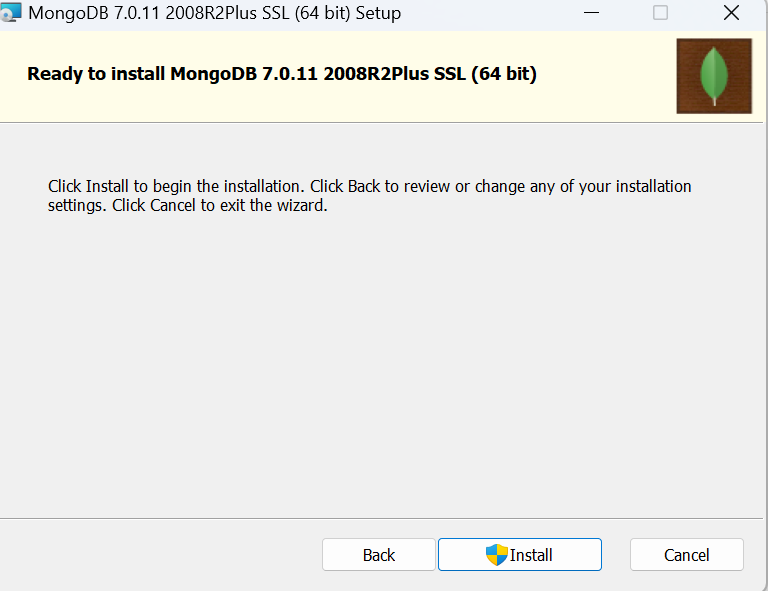 MongoDB 7.0.11 2008R2Plus SSL (64 bit) Setup
Ready to install MongoDB 7.0.11 2008R2Plus SSL (64 bit)
Click Install to begin the installation. Click Back to review or change any of your installation
settings. Click Cancel to exit the wizard.
Back
Install
Cancel